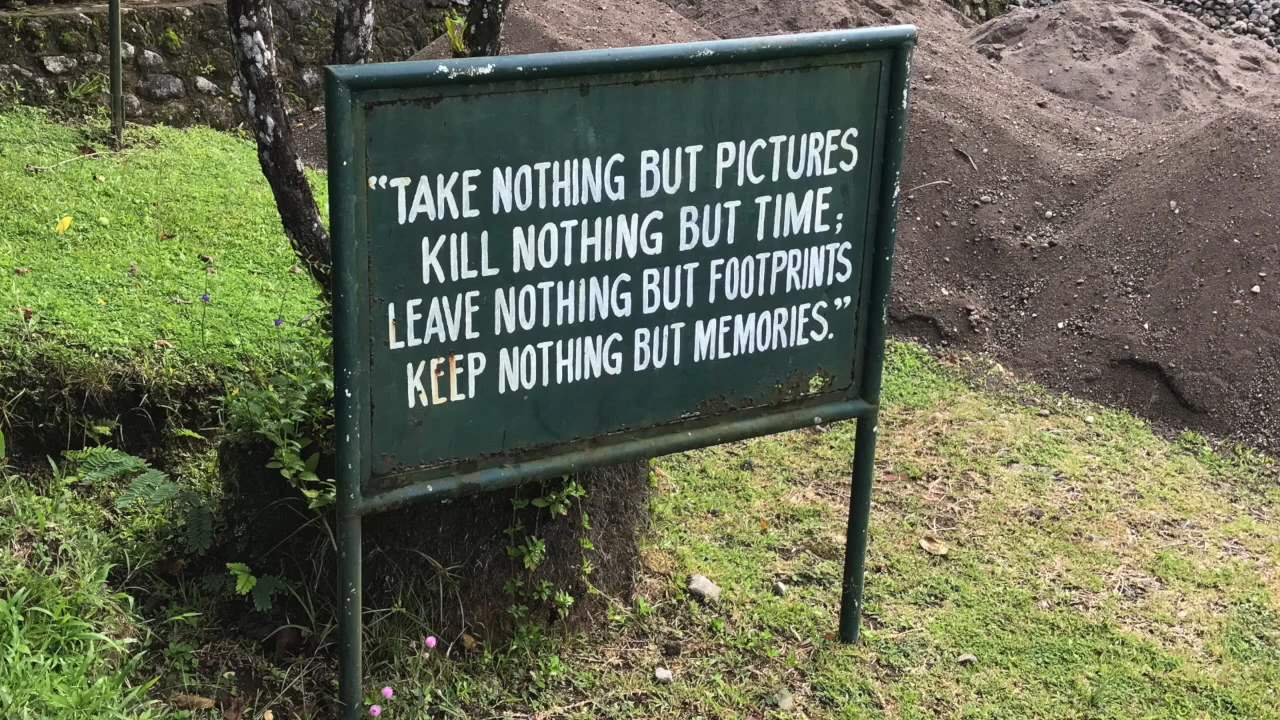 “TAKE NOTHING BUT PICTURES
KILL NOTHING BUT TIME;
LEAVE NOTHING BUT FOOTPRINTS
KEEP NOTHING BUT MEMORIES.”